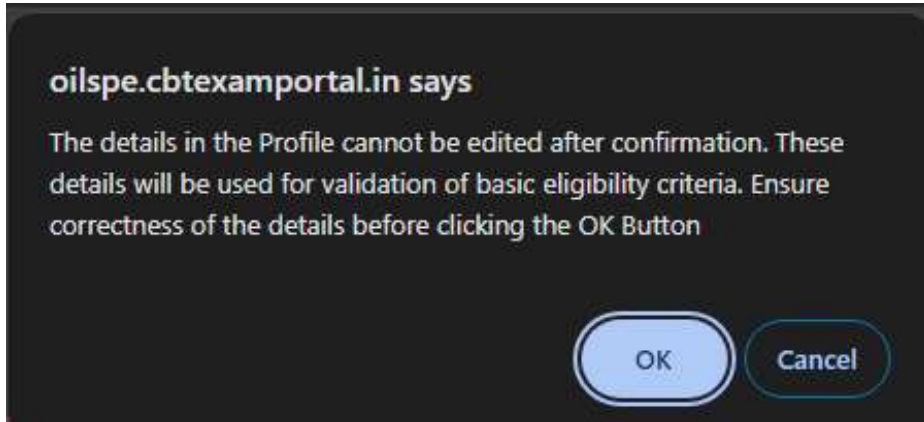 oilspe.cbtexamportal.in says
The details in the Profile cannot be edited after confirmation. These
details will be used for validation of basic eligibility criteria. Ensure
correctness of the details before clicking the OK Button
OK Cancel